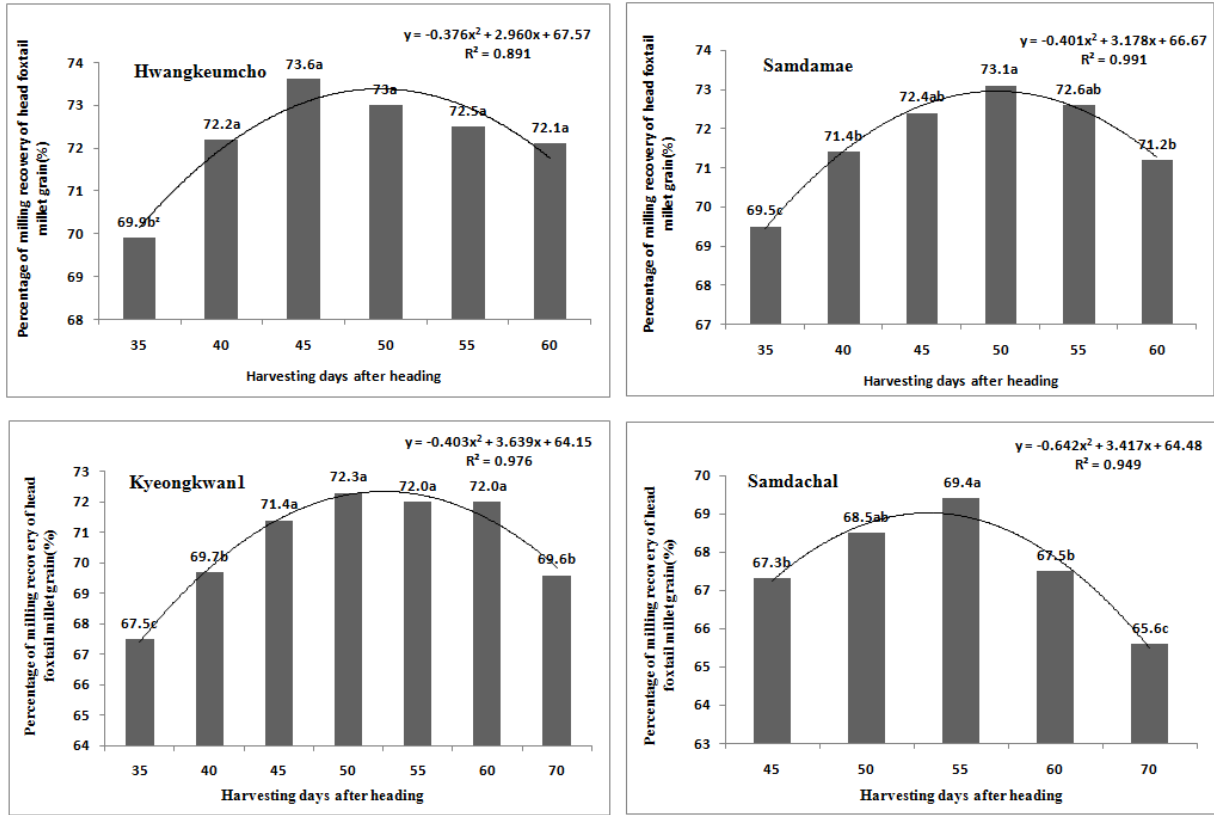 Percentage of milling recovery of head foxtail
millet grain(%)
y = -0.376x² + 2.960x + 67.57
R² = 0.891
Hwangkeumcho
74
73
72
71
70
69
68
69.9bᶻ
72.2a
73.6a
73a
72.5a
72.1a
35 40 45 50 55 60
Harvesting days after heading
Percentage of milling recovery of head foxtail
millet grain(%)
y = -0.401x² + 3.178x + 66.67
R² = 0.991
Samdamae
74
73
72
71
70
69
68
67
69.5c
71.4b
72.4ab
73.1a
72.6ab
71.2b
35 40 45 50 55 60
Harvesting days after heading
Percentage of milling recovery of head
foxtail millet grain(%)
y = -0.403x² + 3.639x + 64.15
R² = 0.976
Kyeongkwan1
73
72
71
70
69
68
67
66
65
64
67.5c
69.7b
71.4a
72.3a
72.0a
72.0a
69.6b
35 40 45 50 55 60 70
Harvesting days after heading
Percentage of milling recovery of head
foxtail millet grain(%)
y = -0.642x² + 3.417x + 64.48
R² = 0.949
Samdachal
70
69
68
67
66
65
64
63
67.3b
68.5ab
69.4a
67.5b
65.6c
45 50 55 60 70
Harvesting days after heading